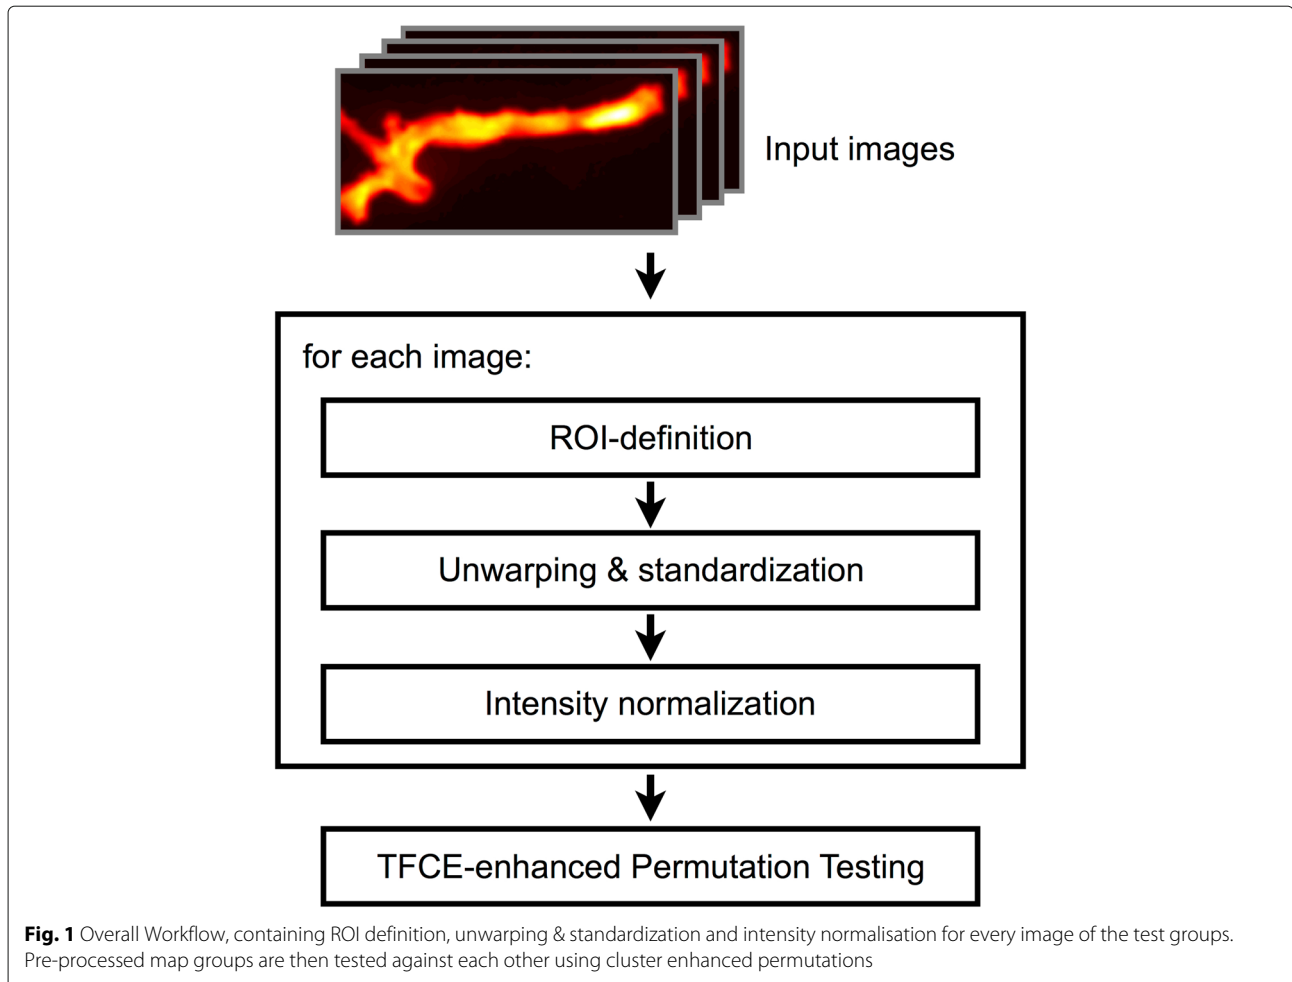 Input images
for each image:
ROI-definition
Unwarping & standardization
Intensity normalization
TFCE-enhanced Permutation Testing
Fig. 1 Overall Workflow, containing ROI definition, unwarping & standardization and intensity normalisation for every image of the test groups.
Pre-processed map groups are then tested against each other using cluster enhanced permutations